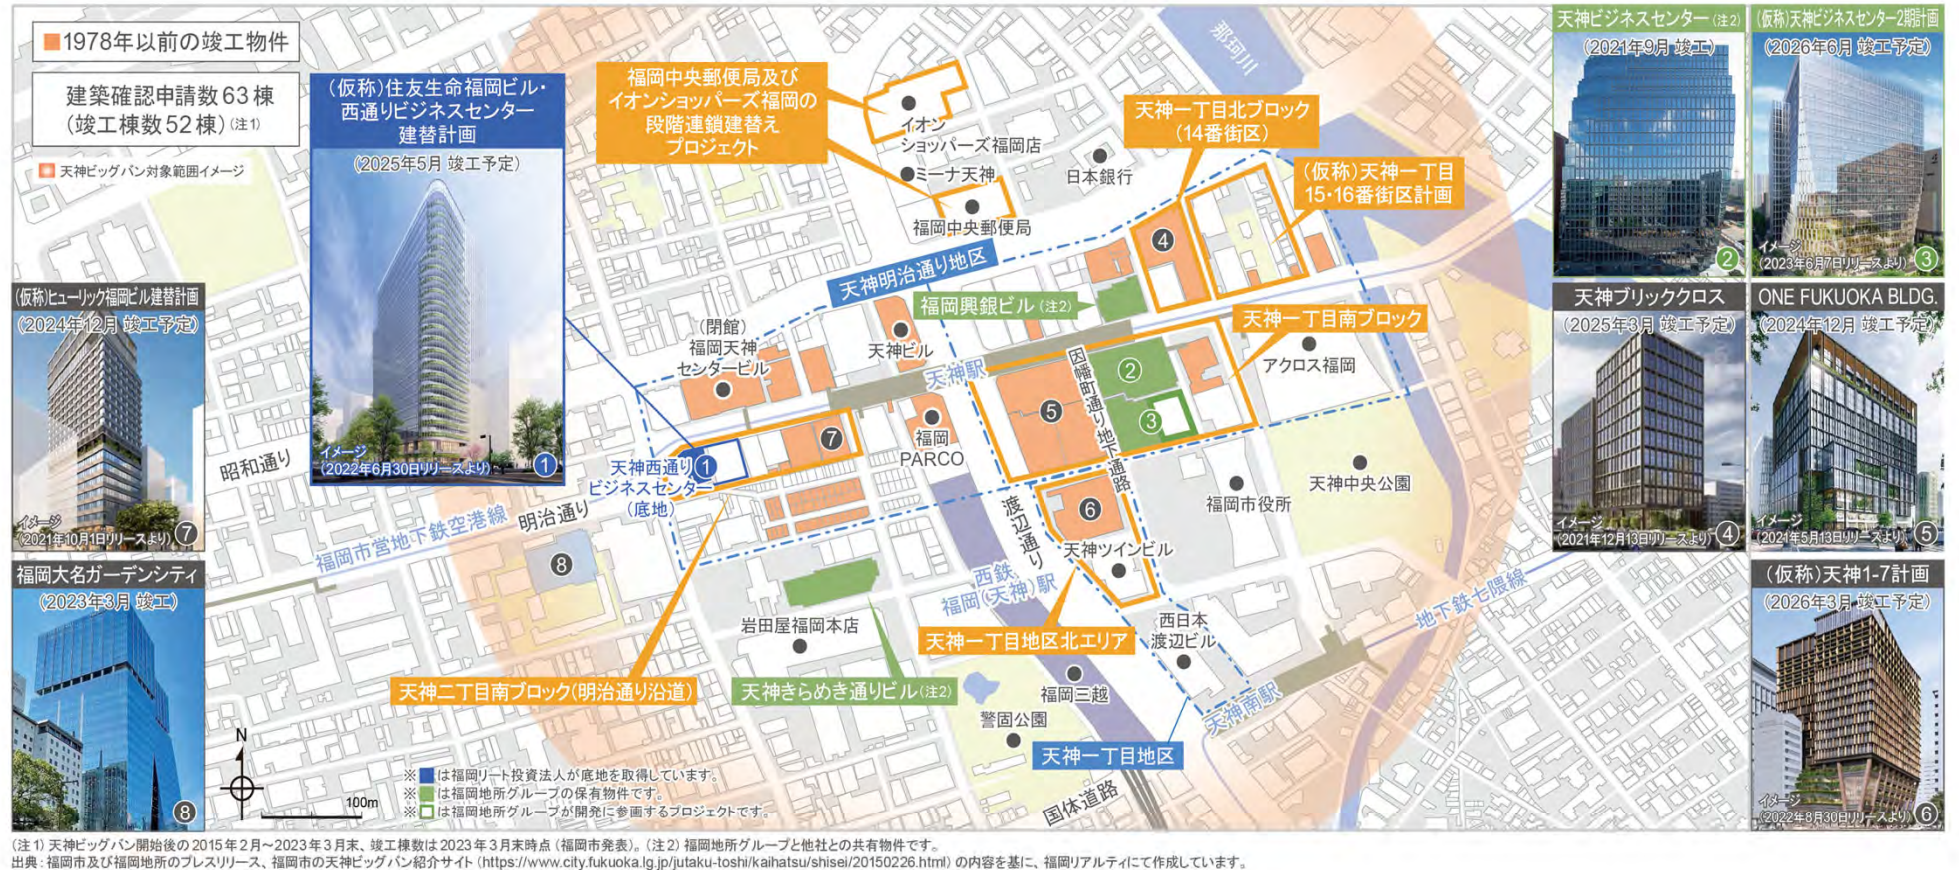 1978年以前の竣工物件
建築確認申請数63棟
(竣工棟数52棟)(注1)
天神ビッグバン対象範囲イメージ
(仮称)住友生命福岡ビル・
西通りビジネスセンター
建替計画
(2025年5月 竣工予定)
イメージ
(2022年6月30日リリースより)
1
(仮称)ヒューリック福岡ビル建替計画
(2024年12月 竣工予定)
イメージ
(2021年10月1日リリースより)
7
福岡大名ガーデンシティ
(2023年3月 竣工)
8
福岡中央郵便局及び
イオンショッパーズ福岡の
段階連鎖建替え
プロジェクト
イオン
ショッパーズ福岡店
ミーナ天神
福岡中央郵便局
日本銀行
那珂川
天神一丁目北ブロック
(14番街区)
(仮称)天神一丁目
15・16番街区計画
天神明治通り地区
4
福岡興銀ビル(注2)
天神一丁目南ブロック
(閉館)
福岡天神
センタービル
天神ビル
天神駅
因幡町通り地下通路
2
アクロス福岡
5
3
7
福岡
PARCO
昭和通り
天神西通り
ビジネスセンター
(底地)
1
明治通り
福岡市営地下鉄空港線
渡辺通り
6
福岡市役所
天神中央公園
天神ツインビル
8
西鉄
福岡(天神)駅
地下鉄七隈線
岩田屋福岡本店
天神一丁目地区北エリア
西日本
渡辺ビル
天神二丁目南ブロック(明治通り沿道)
天神きらめき通りビル(注2)
福岡三越
天神南駅
警固公園
天神一丁目地区
国体道路
N
100m
※■は福岡リート投資法人が底地を取得しています。
※■は福岡地所グループの保有物件です。
※□は福岡地所グループが開発に参画するプロジェクトです。
天神ビジネスセンター(注2)
(2021年9月 竣工)
2
(仮称)天神ビジネスセンター2期計画
(2026年6月 竣工予定)
イメージ
(2023年6月7日リリースより)
3
天神ブリッククロス
(2025年3月 竣工予定)
イメージ
(2021年12月13日リリースより)
4
ONE FUKUOKA BLDG.
(2024年12月 竣工予定)
イメージ
(2021年5月13日リリースより)
5
(仮称)天神1-7計画
(2026年3月 竣工予定)
イメージ
(2022年8月30日リリースより)
6
(注1)天神ビッグバン開始後の2015年2月~2023年3月末、竣工棟数は2023年3月末時点(福岡市発表)。(注2)福岡地所グループと他社との共有物件です。
出典:福岡市及び福岡地所のプレスリリース、福岡市の天神ビッグバン紹介サイト(https://www.city.fukuoka.lg.jp/jutaku-toshi/kaihatsu/shisei/20150226.html)の内容を基に、福岡リアルティにて作成しています。